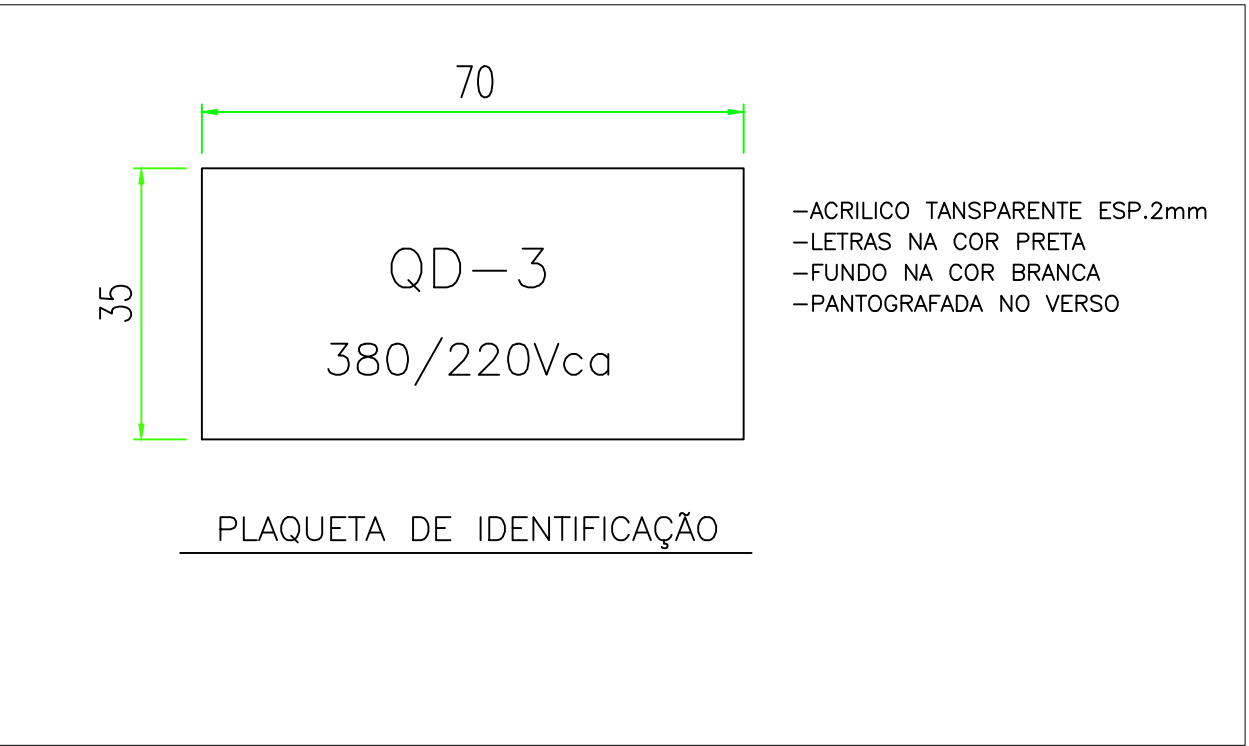 70
35
QD-3
380/220Vca
-ACRILICO TANSPARENTE ESP.2mm
-LETRAS NA COR PRETA
-FUNDO NA COR BRANCA
-PANTOGRAFADA NO VERSO
PLAQUETA DE IDENTIFICAÇÃO